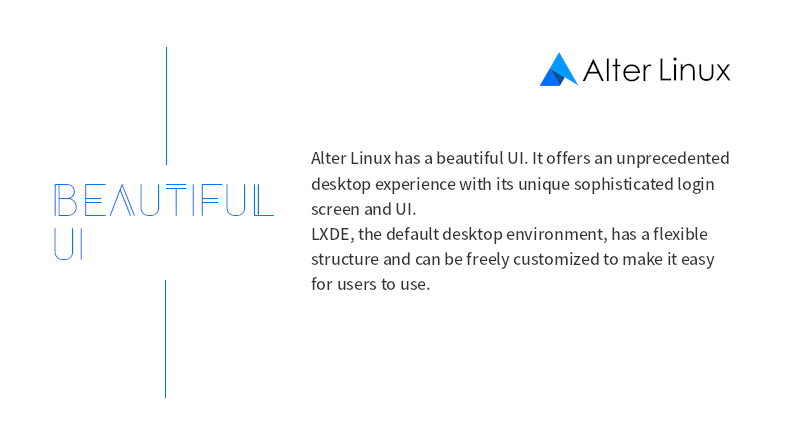 Alter Linux
BEAUTIFUL
UI
Alter Linux has a beautiful UI. It offers an unprecedented
desktop experience with its unique sophisticated login
screen and UI.
LXDE, the default desktop environment, has a flexible
structure and can be freely customized to make it easy
for users to use.